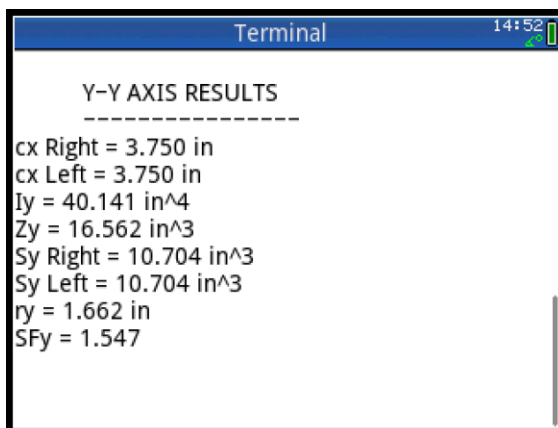 Terminal
14:52
Y-Y AXIS RESULTS
----------------
cx Right = 3.750 in
cx Left = 3.750 in
Iy = 40.141 in^4
Zy = 16.562 in^3
Sy Right = 10.704 in^3
Sy Left = 10.704 in^3
ry = 1.662 in
SFy = 1.547